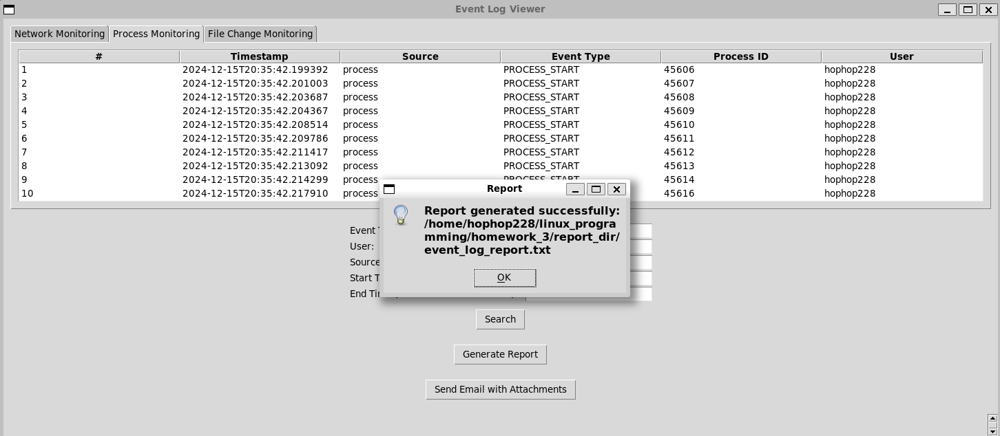 Event Log Viewer
Network Monitoring Process Monitoring File Change Monitoring
# Timestamp Source Event Type Process ID User
1 2024-12-15T20:35:42.199392 process PROCESS_START 45606 hophop228
2 2024-12-15T20:35:42.201003 process PROCESS_START 45607 hophop228
3 2024-12-15T20:35:42.203687 process PROCESS_START 45608 hophop228
4 2024-12-15T20:35:42.204367 process PROCESS_START 45609 hophop228
5 2024-12-15T20:35:42.208514 process PROCESS_START 45610 hophop228
6 2024-12-15T20:35:42.209786 process PROCESS_START 45611 hophop228
7 2024-12-15T20:35:42.211417 process PROCESS_START 45612 hophop228
8 2024-12-15T20:35:42.213092 process PROCESS_START 45613 hophop228
9 2024-12-15T20:35:42.214299 process PROCESS_START 45614 hophop228
10 2024-12-15T20:35:42.217910 process 45616 hophop228
Report
Report generated successfully:
/home/hophop228/linux_progra
mming/homework_3/report_dir/
event_log_report.txt
OK
Event
User:
Source
Start
End
Search
Generate Report
Send Email with Attachments